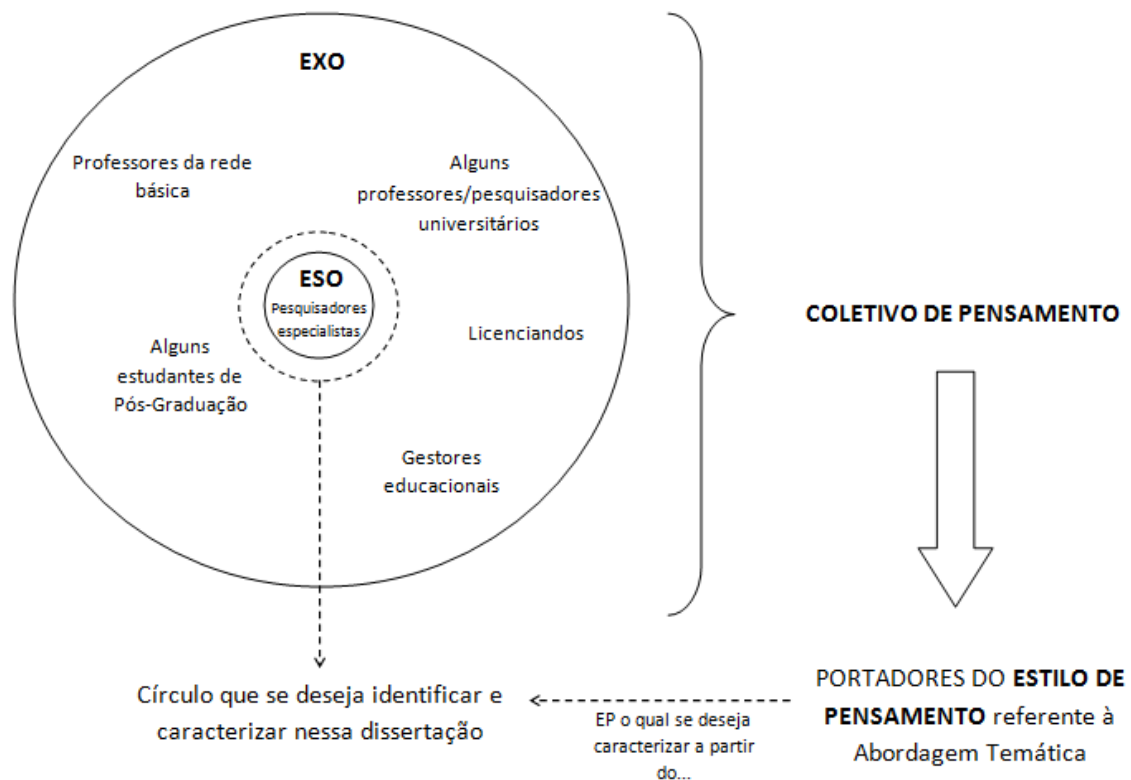 EXO
Professores da rede
básica
Alguns
professores/pesquisadores
universitários
ESO
Pesquisadores
especialistas
Licenciandos
Alguns
estudantes de
Pós-Graduação
Gestores
educacionais
COLETIVO DE PENSAMENTO
Círculo que se deseja identificar e
caracterizar nessa dissertação
EP o qual se deseja
caracterizar a partir
do...
PORTADORES DO ESTILO DE
PENSAMENTO referente à
Abordagem Temática